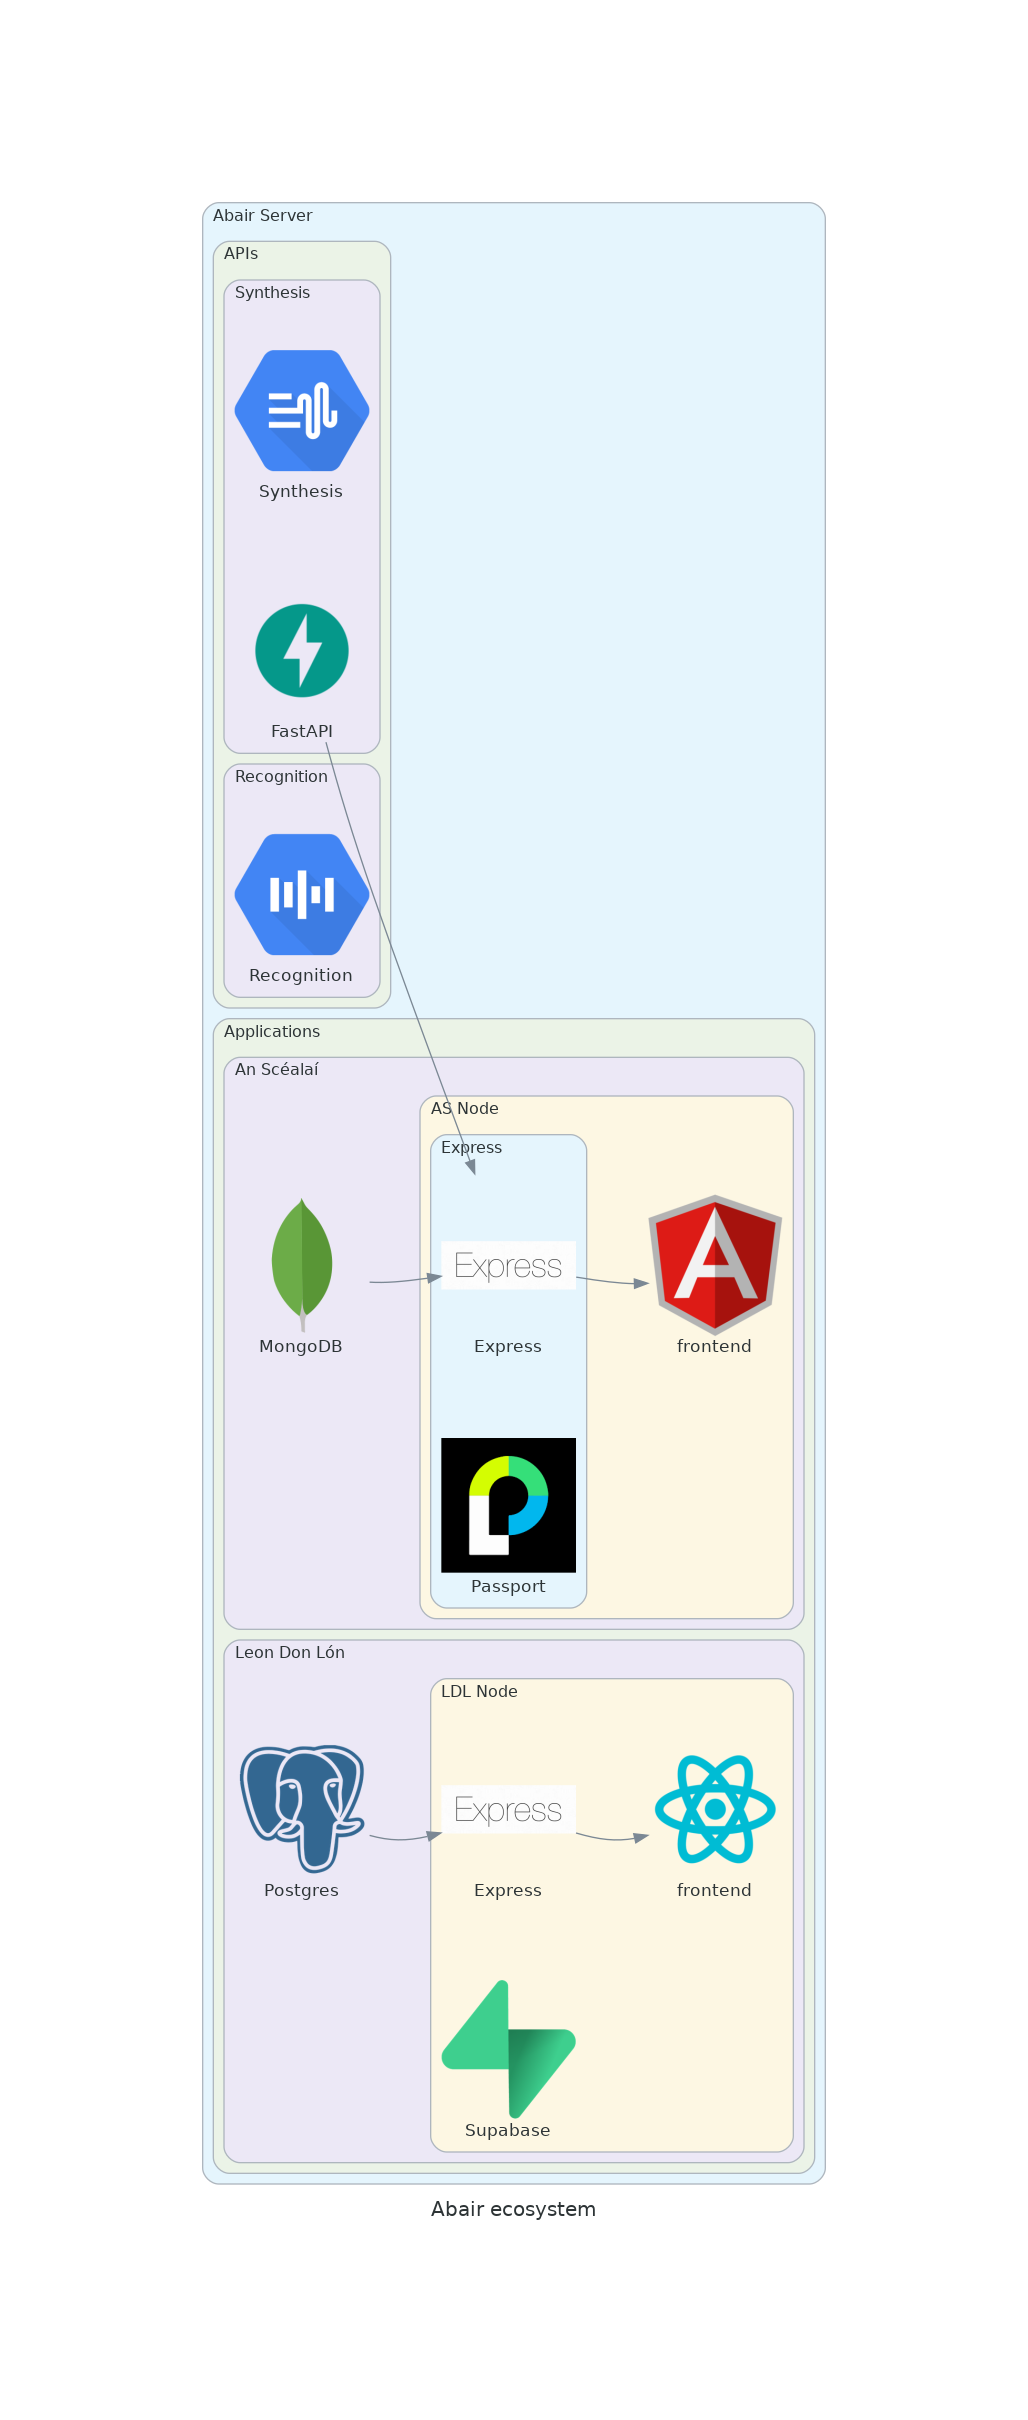 Abair Server
APIs
Synthesis
Synthesis
FastAPI
Recognition
Recognition
Applications
An Scéalaí
AS Node
Express
Express
MongoDB
Express
frontend
Passport
Leon Don Lón
LDL Node
Express
Postgres
Express
frontend
Supabase
Abair ecosystem